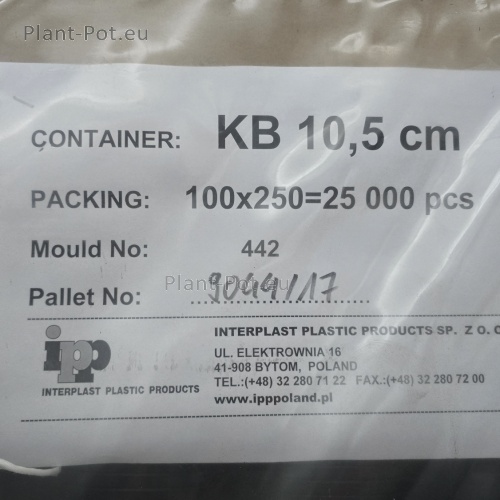 Plant-Pot.eu
CONTAINER: KB 10,5 cm
PACKING: 100x250=25 000 pcs
Mould No: 442
Plant-Pot.eu
Pallet No: 9044/17
ipp
INTERPLAST PLASTIC PRODUCTS
INTERPLAST PLASTIC PRODUCTS SP. Z O.O
UL. ELEKTROWNIA 16
41-908 BYTOM, POLAND
TEL.:(+48) 32 280 71 22 FAX.:(+48) 32 280 72 00
www.ipppoland.pl